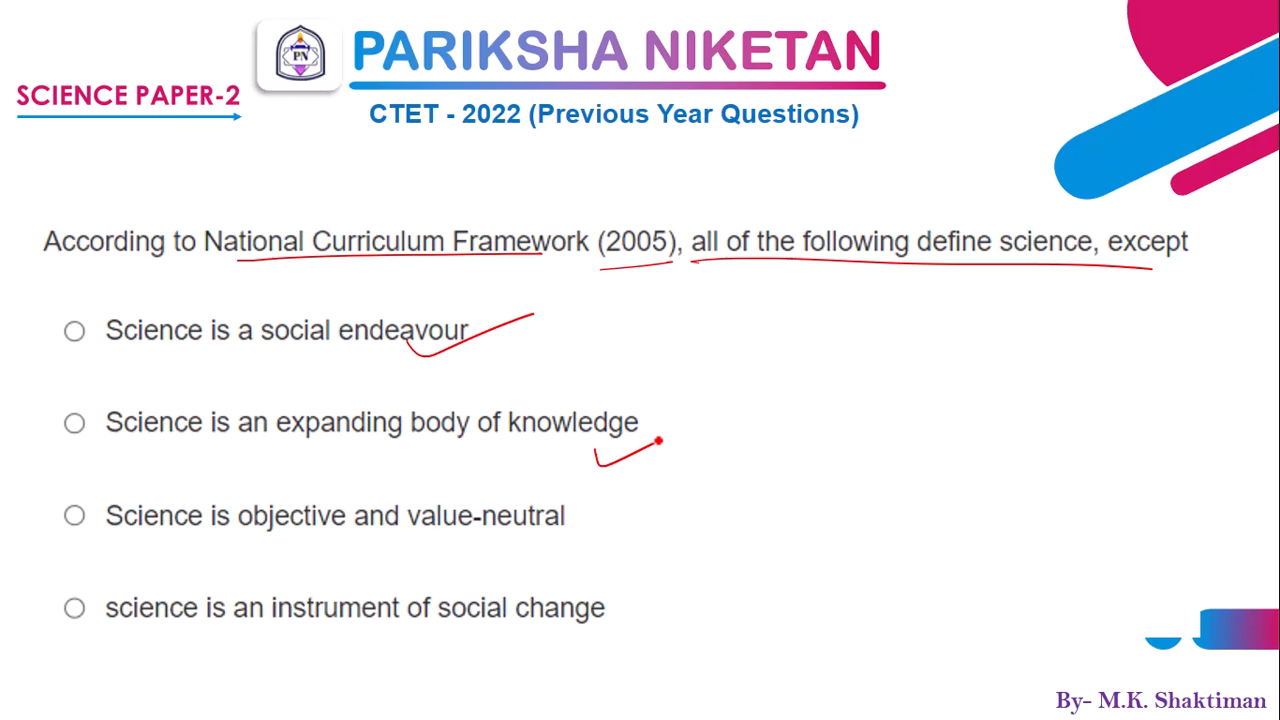 PN
PARIKSHA NIKETAN
SCIENCE PAPER-2
CTET - 2022 (Previous Year Questions)
According to National Curriculum Framework (2005), all of the following define science, except
Science is a social endeavour
Science is an expanding body of knowledge
Science is objective and value-neutral
science is an instrument of social change
By- M.K. Shaktiman